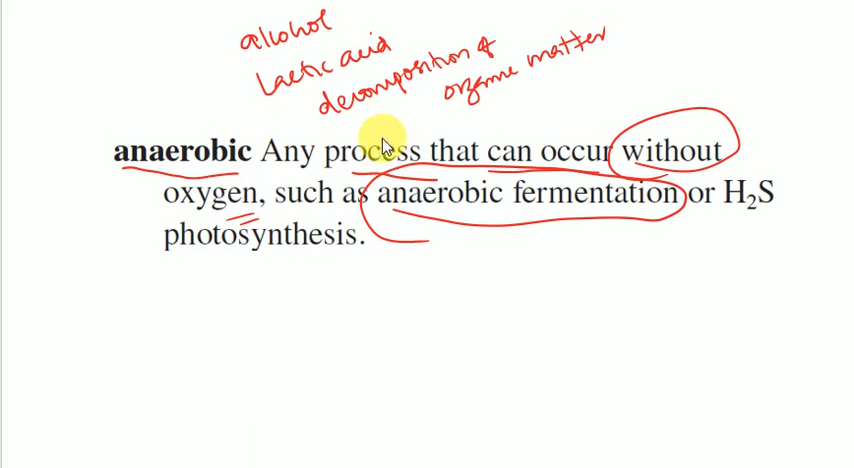 alcohol
Lactic acid
decomposition of
organic matter
anaerobic Any process that can occur without
oxygen, such as anaerobic fermentation or H₂S
photosynthesis.